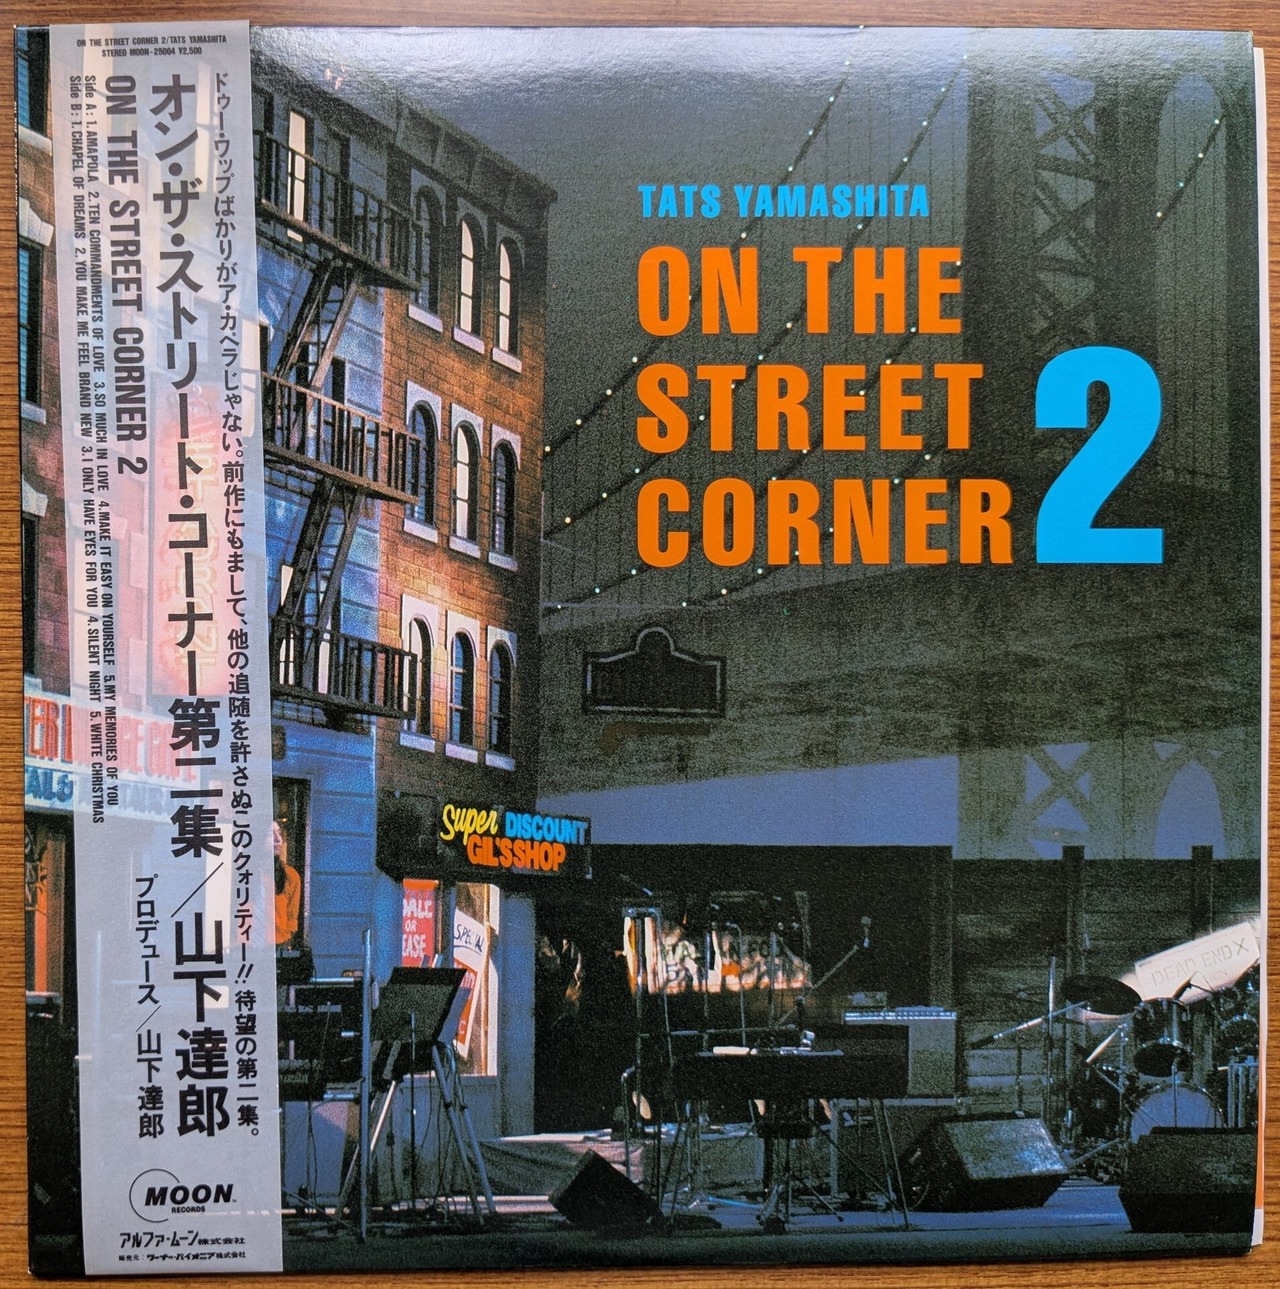 ON THE STREET CORNER 2/TATS YAMASHITA
STEREO MOON-25004 ¥2.500
ドゥー・ワップばかりがア・カペラじゃない。前作にもまして、他の追随を許さぬこのクォリティー!!待望の第二集。
オン・ザ・ストリート・コーナー第二集/山下達郎
プロデュース/山下達郎
ON THE STREET CORNER 2
Side A: 1.AMAPOLA 2.TEN COMMANDMENTS OF LOVE 3.SO MUCH IN LOVE 4.MAKE IT EASY ON YOURSELF 5.MY MEMORIES OF YOU
Side B: 1.CHAPEL OF DREAMS 2.YOU MAKE ME FEEL BRAND NEW 3.I ONLY HAVE EYES FOR YOU 4.SILENT NIGHT 5.WHITE CHRISTMAS
MOON
RECORDS
アルファ・ムーン株式会社
販売元:ワーナー・パイオニア株式会社
TATS YAMASHITA
ON THE
STREET
CORNER 2
Super DISCOUNT
GIL'S SHOP
SALE
OR
LEASE
SPECIAL
DEAD END X